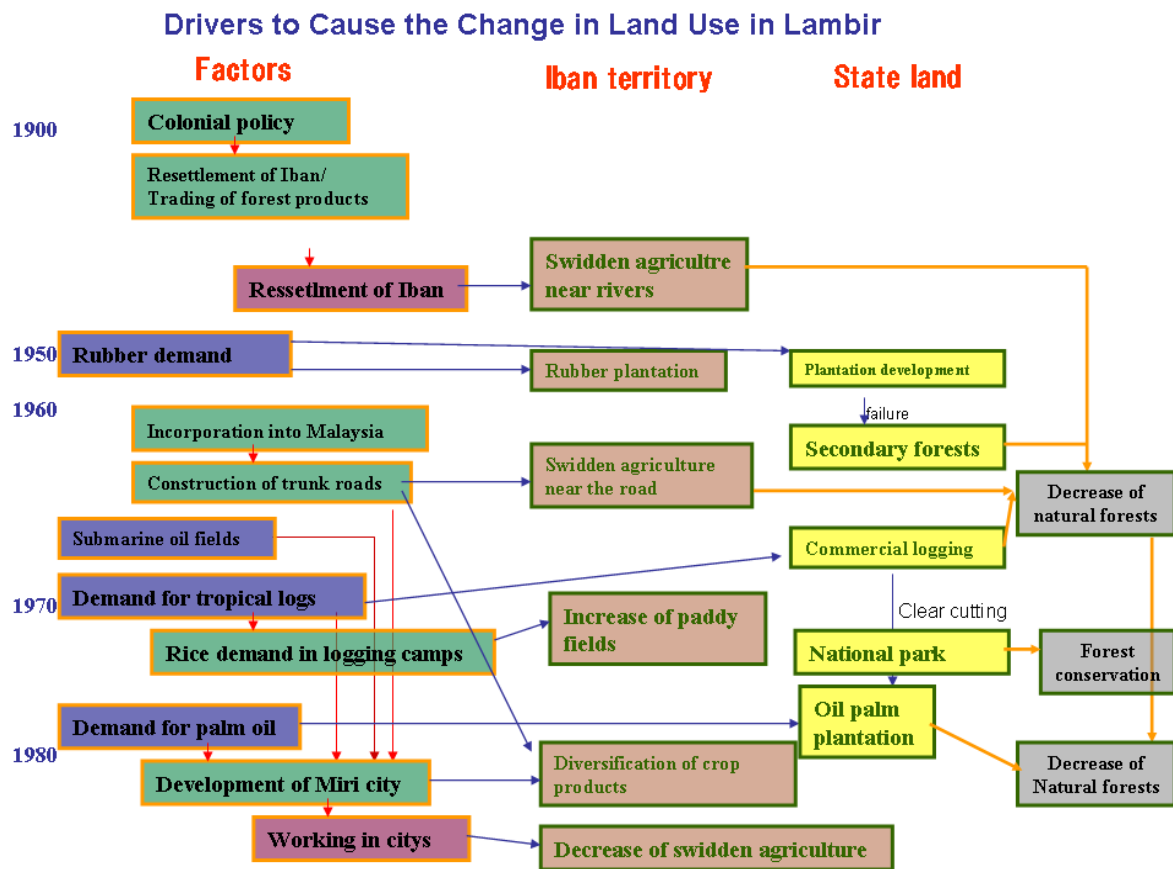 Drivers to Cause the Change in Land Use in Lambir
Factors
Iban territory
State land
1900
Colonial policy
Resettlement of Iban/
Trading of forest products
Ressetlment of Iban
Swidden agricultre
near rivers
1950
Rubber demand
Rubber plantation
Plantation development
1960
failure
Incorporation into Malaysia
Secondary forests
Construction of trunk roads
Swidden agriculture
near the road
Decrease of
natural forests
Submarine oil fields
Commercial logging
1970
Demand for tropical logs
Clear cutting
Increase of paddy
fields
Rice demand in logging camps
National park
Forest
conservation
Demand for palm oil
Oil palm
plantation
1980
Development of Miri city
Diversification of crop
products
Decrease of
Natural forests
Working in citys
Decrease of swidden agriculture